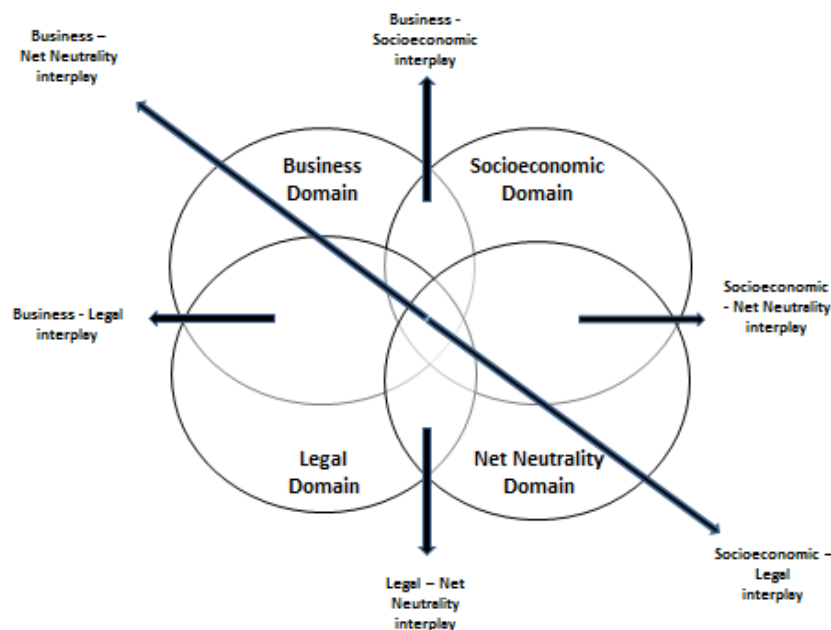 Business -
Socioeconomic
interplay
Business –
Net Neutrality
interplay
Business
Domain
Socioeconomic
Domain
Business - Legal
interplay
Socioeconomic
- Net Neutrality
interplay
Legal
Domain
Net Neutrality
Domain
Legal – Net
Neutrality
interplay
Socioeconomic –
Legal
interplay